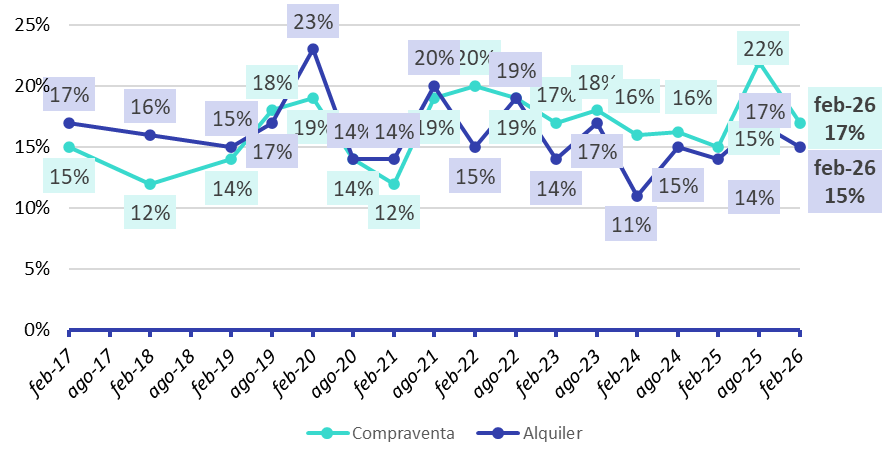 25%
20%
15%
10%
5%
0%
23%
22%
17%
16%
15%
18%
20%
20%
19%
17%
18%
16%
16%
17%
feb-26
17%
15%
12%
14%
17%
19%
14%
14%
14%
12%
19%
15%
19%
14%
17%
11%
15%
15%
14%
feb-26
15%
feb-17
ago-17
feb-18
ago-18
feb-19
ago-19
feb-20
ago-20
feb-21
ago-21
feb-22
ago-22
feb-23
ago-23
feb-24
ago-24
feb-25
ago-25
feb-26
Compraventa
Alquiler